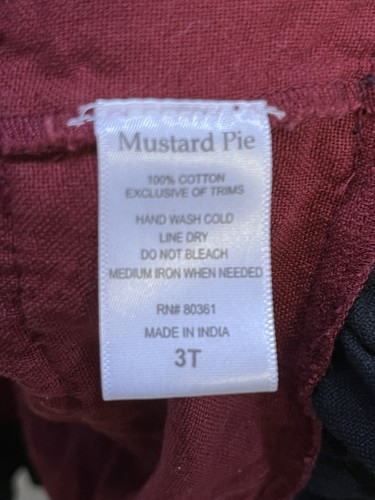 Mustard Pie
100% COTTON
EXCLUSIVE OF TRIMS
HAND WASH COLD
LINE DRY
DO NOT BLEACH
MEDIUM IRON WHEN NEEDED
RN# 80361
MADE IN INDIA
3T